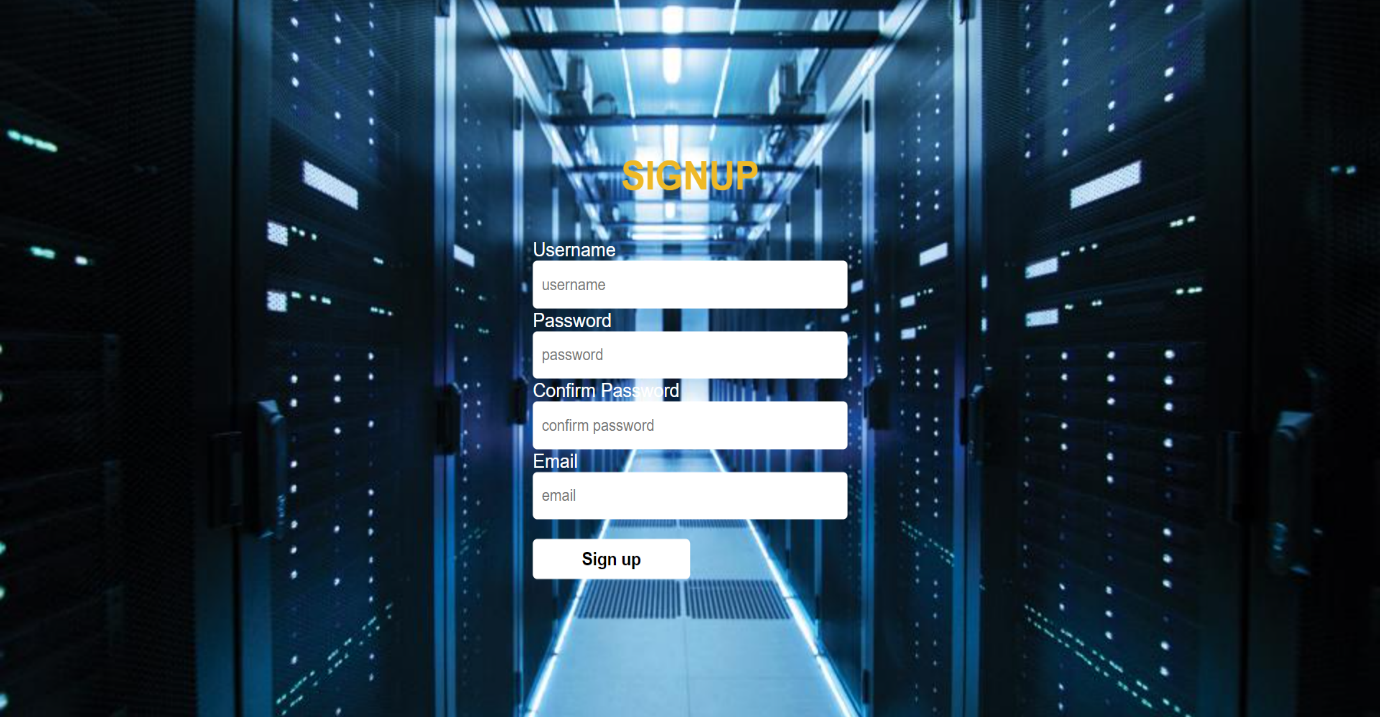 SIGNUP
Username
username
Password
password
Confirm Password
confirm password
Email
email
Sign up